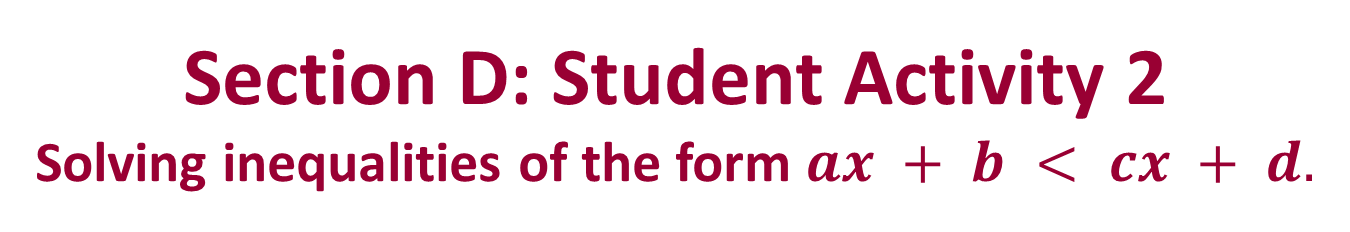 Section D: Student Activity 2
Solving inequalities of the form ax + b < cx + d.